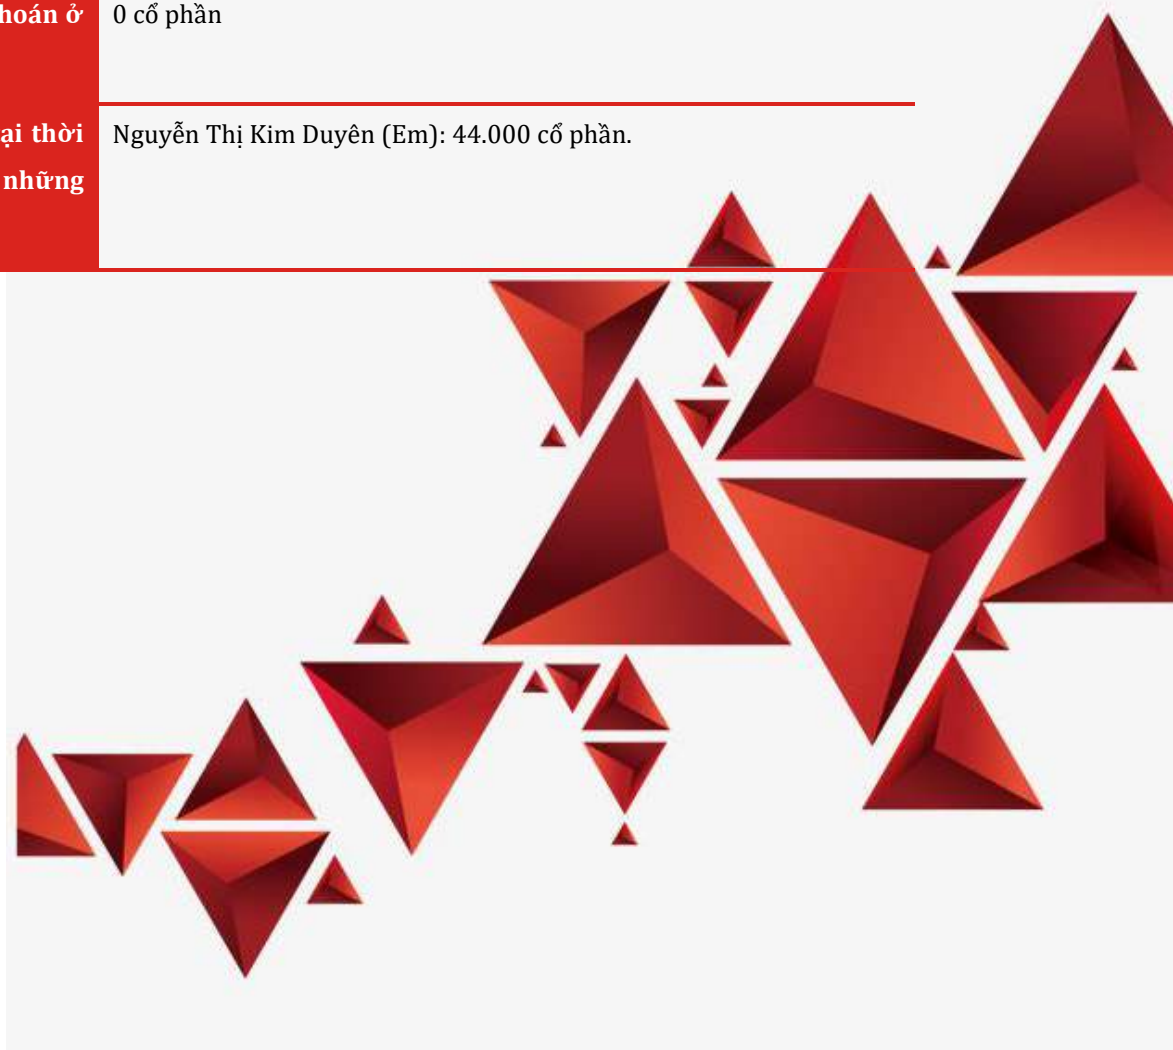 hoán ở 0 cổ phần
ại thời Nguyễn Thị Kim Duyên (Em): 44.000 cổ phần.
những